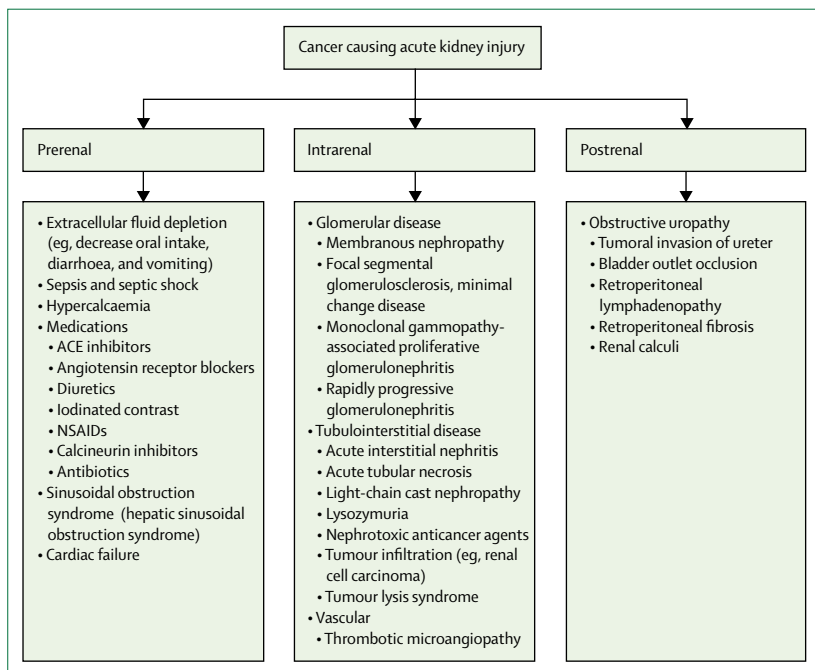 Cancer causing acute kidney injury
Prerenal
• Extracellular fluid depletion
(eg, decrease oral intake,
diarrhoea, and vomiting)
• Sepsis and septic shock
• Hypercalcaemia
• Medications
• ACE inhibitors
• Angiotensin receptor blockers
• Diuretics
• Iodinated contrast
• NSAIDs
• Calcineurin inhibitors
• Antibiotics
• Sinusoidal obstruction
syndrome (hepatic sinusoidal
obstruction syndrome)
• Cardiac failure
Intrarenal
• Glomerular disease
• Membranous nephropathy
• Focal segmental
glomerulosclerosis, minimal
change disease
• Monoclonal gammopathy-
associated proliferative
glomerulonephritis
• Rapidly progressive
glomerulonephritis
• Tubulointerstitial disease
• Acute interstitial nephritis
• Acute tubular necrosis
• Light-chain cast nephropathy
• Lysozymuria
• Nephrotoxic anticancer agents
• Tumour infiltration (eg, renal
cell carcinoma)
• Tumour lysis syndrome
• Vascular
• Thrombotic microangiopathy
Postrenal
• Obstructive uropathy
• Tumoral invasion of ureter
• Bladder outlet occlusion
• Retroperitoneal
lymphadenopathy
• Retroperitoneal fibrosis
• Renal calculi